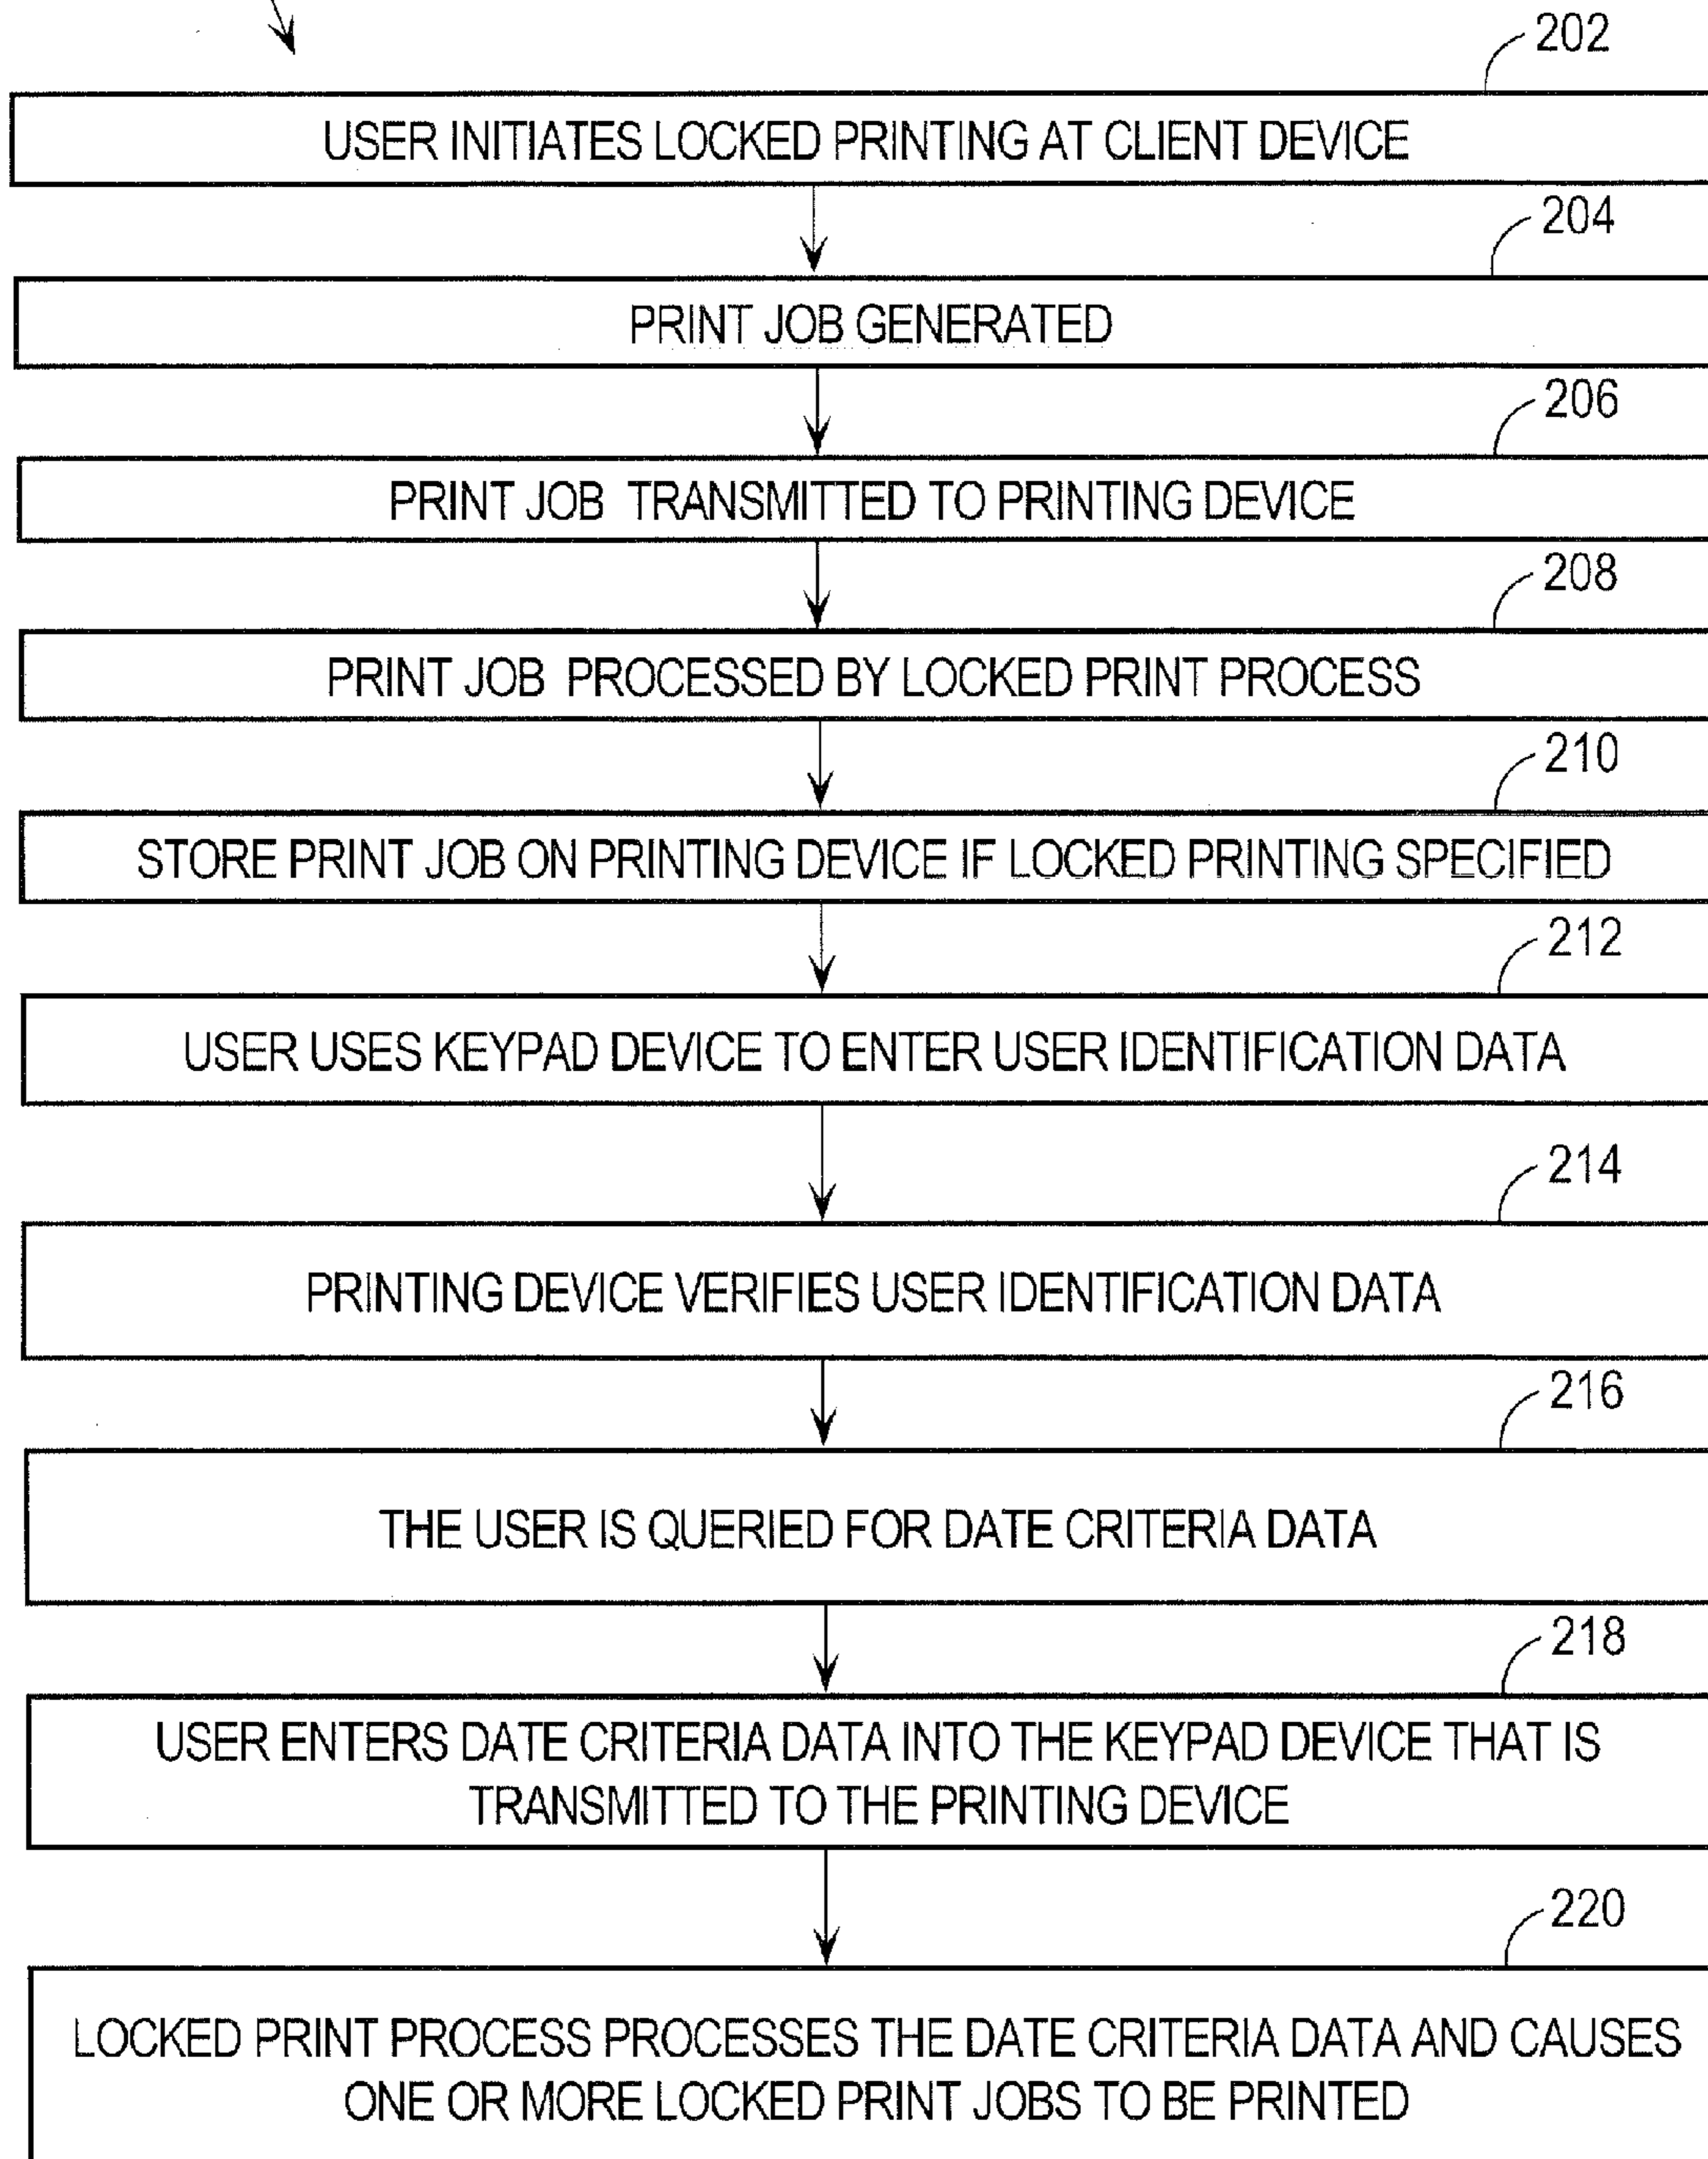 202
USER INITIATES LOCKED PRINTING AT CLIENT DEVICE
204
PRINT JOB GENERATED
206
PRINT JOB TRANSMITTED TO PRINTING DEVICE
208
PRINT JOB PROCESSED BY LOCKED PRINT PROCESS
210
STORE PRINT JOB ON PRINTING DEVICE IF LOCKED PRINTING SPECIFIED
212
USER USES KEYPAD DEVICE TO ENTER USER IDENTIFICATION DATA
214
PRINTING DEVICE VERIFIES USER IDENTIFICATION DATA
216
THE USER IS QUERIED FOR DATE CRITERIA DATA
218
USER ENTERS DATE CRITERIA DATA INTO THE KEYPAD DEVICE THAT IS
TRANSMITTED TO THE PRINTING DEVICE
220
LOCKED PRINT PROCESS PROCESSES THE DATE CRITERIA DATA AND CAUSES
ONE OR MORE LOCKED PRINT JOBS TO BE PRINTED